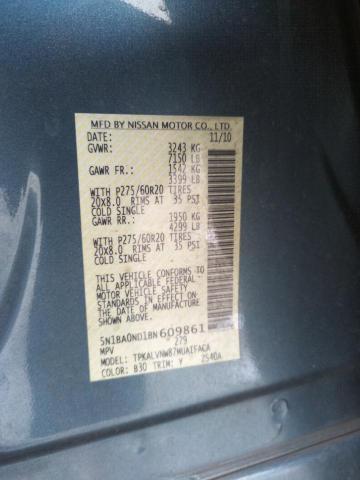 MFD BY NISSAN MOTOR CO., LTD.
DATE: 11/10
GVWR: 3243 KG
7150 LB
GAWR FR.: 1542 KG
3399 LB
WITH P275/60R20 TIRES
20X8.0 RIMS AT 35 PSI
COLD SINGLE
GAWR RR.: 1950 KG
4299 LB
WITH P275/60R20 TIRES
20X8.0 RIMS AT 35 PSI
COLD SINGLE
THIS VEHICLE CONFORMS TO
ALL APPLICABLE FEDERAL
MOTOR VEHICLE SAFETY
STANDARDS IN EFFECT ON THE
DATE OF MANUFACTURE
SHOWN ABOVE.
5N1BA0ND1BN609861
MPV 279
MODEL: TPKALVNW87MUAIFACA
COLOR: B30 TRIM: Y 2540A